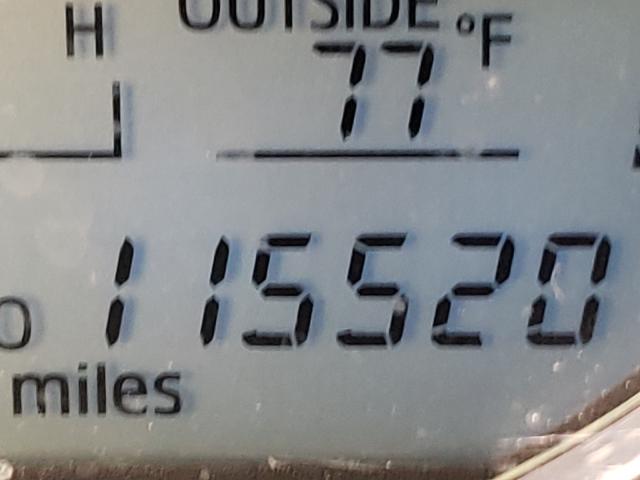 H OUTSIDE °F
77
O 115520
miles